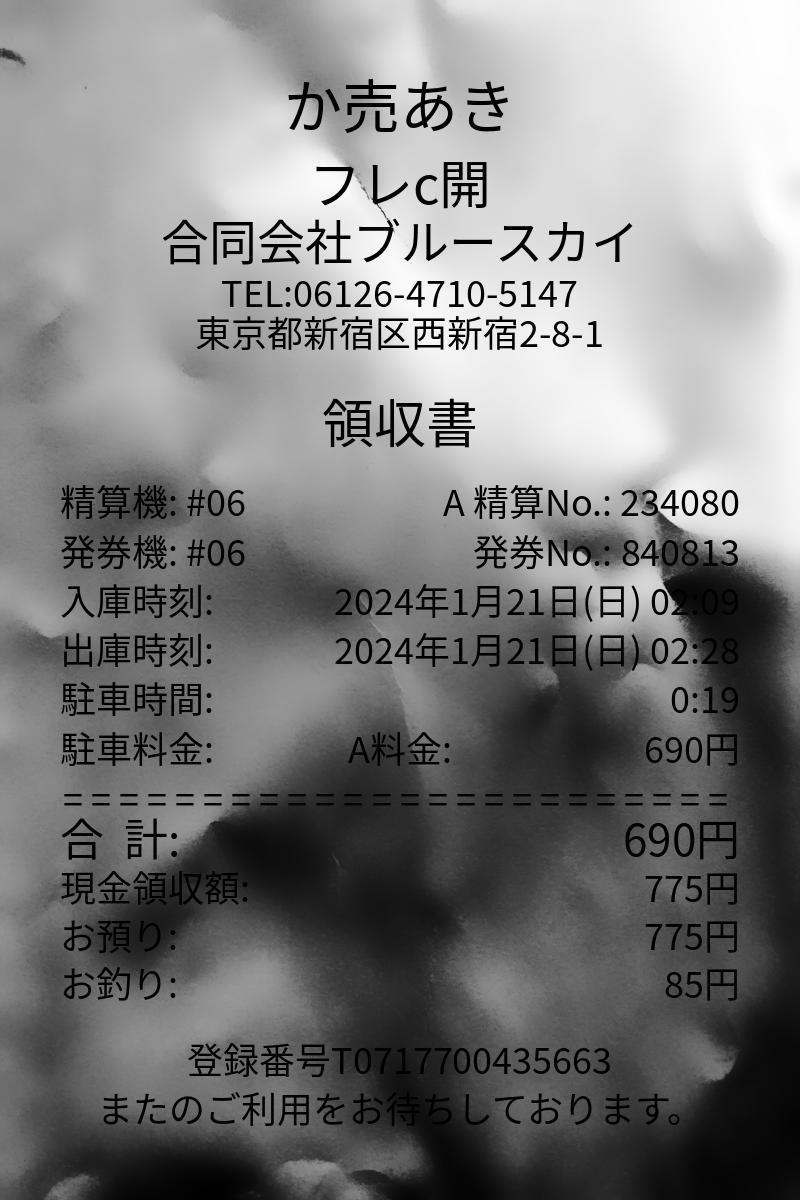 か売あき
フレc開
合同会社ブルースカイ
TEL:06126-4710-5147
東京都新宿区西新宿2-8-1
領収書
精算機: #06 A 精算No.: 234080
発券機: #06 発券No.: 840813
入庫時刻: 2024年1月21日(日) 02:09
出庫時刻: 2024年1月21日(日) 02:28
駐車時間: 0:19
駐車料金: A料金: 690円
========================
合 計: 690円
現金領収額: 775円
お預り: 775円
お釣り: 85円
登録番号T0717700435663
またのご利用をお待ちしております。